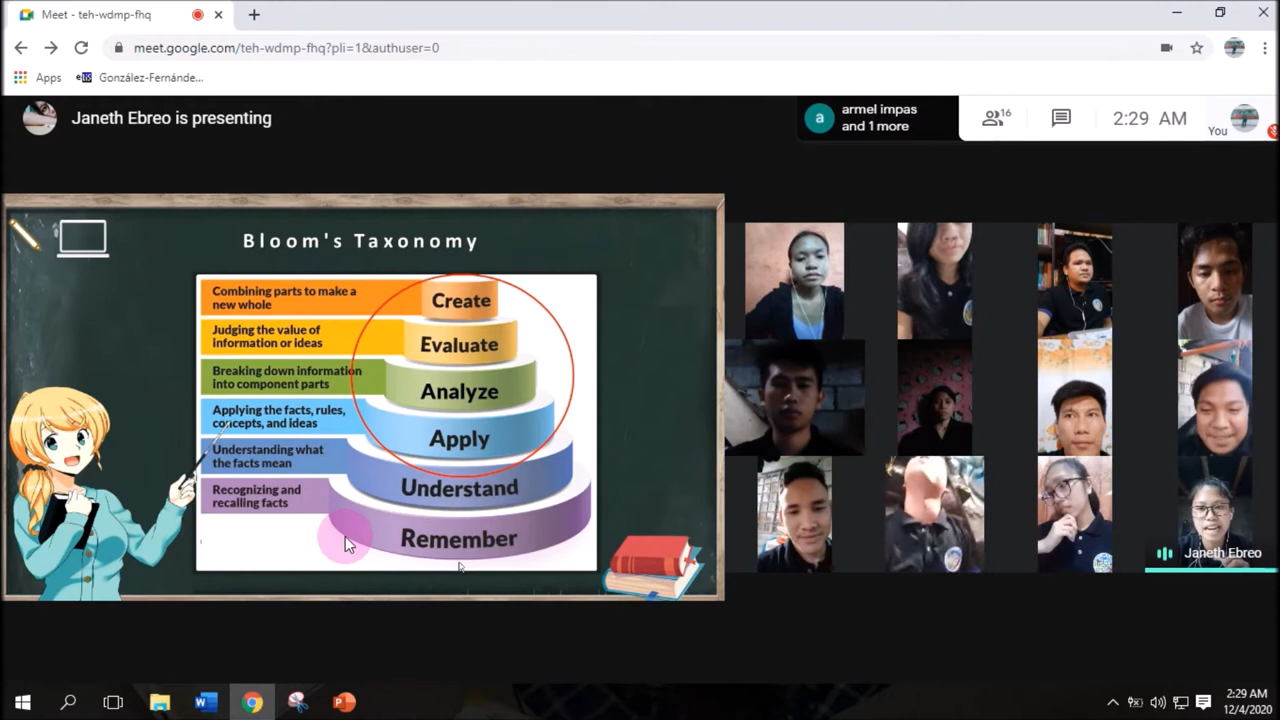 Meet - teh-wdmp-fhq
meet.google.com/teh-wdmp-fhq?pli=1&authuser=0
Apps
González-Fernánde...
Janeth Ebreo is presenting
a
armel impas
and 1 more
16
2:29 AM
You
Bloom's Taxonomy
Combining parts to make a
new whole
Create
Judging the value of
information or ideas
Evaluate
Breaking down information
into component parts
Analyze
Applying the facts, rules,
concepts, and ideas
Apply
Understanding what
the facts mean
Understand
Recognizing and
recalling facts
Remember
Janeth Ebreo
2:29 AM
12/4/2020